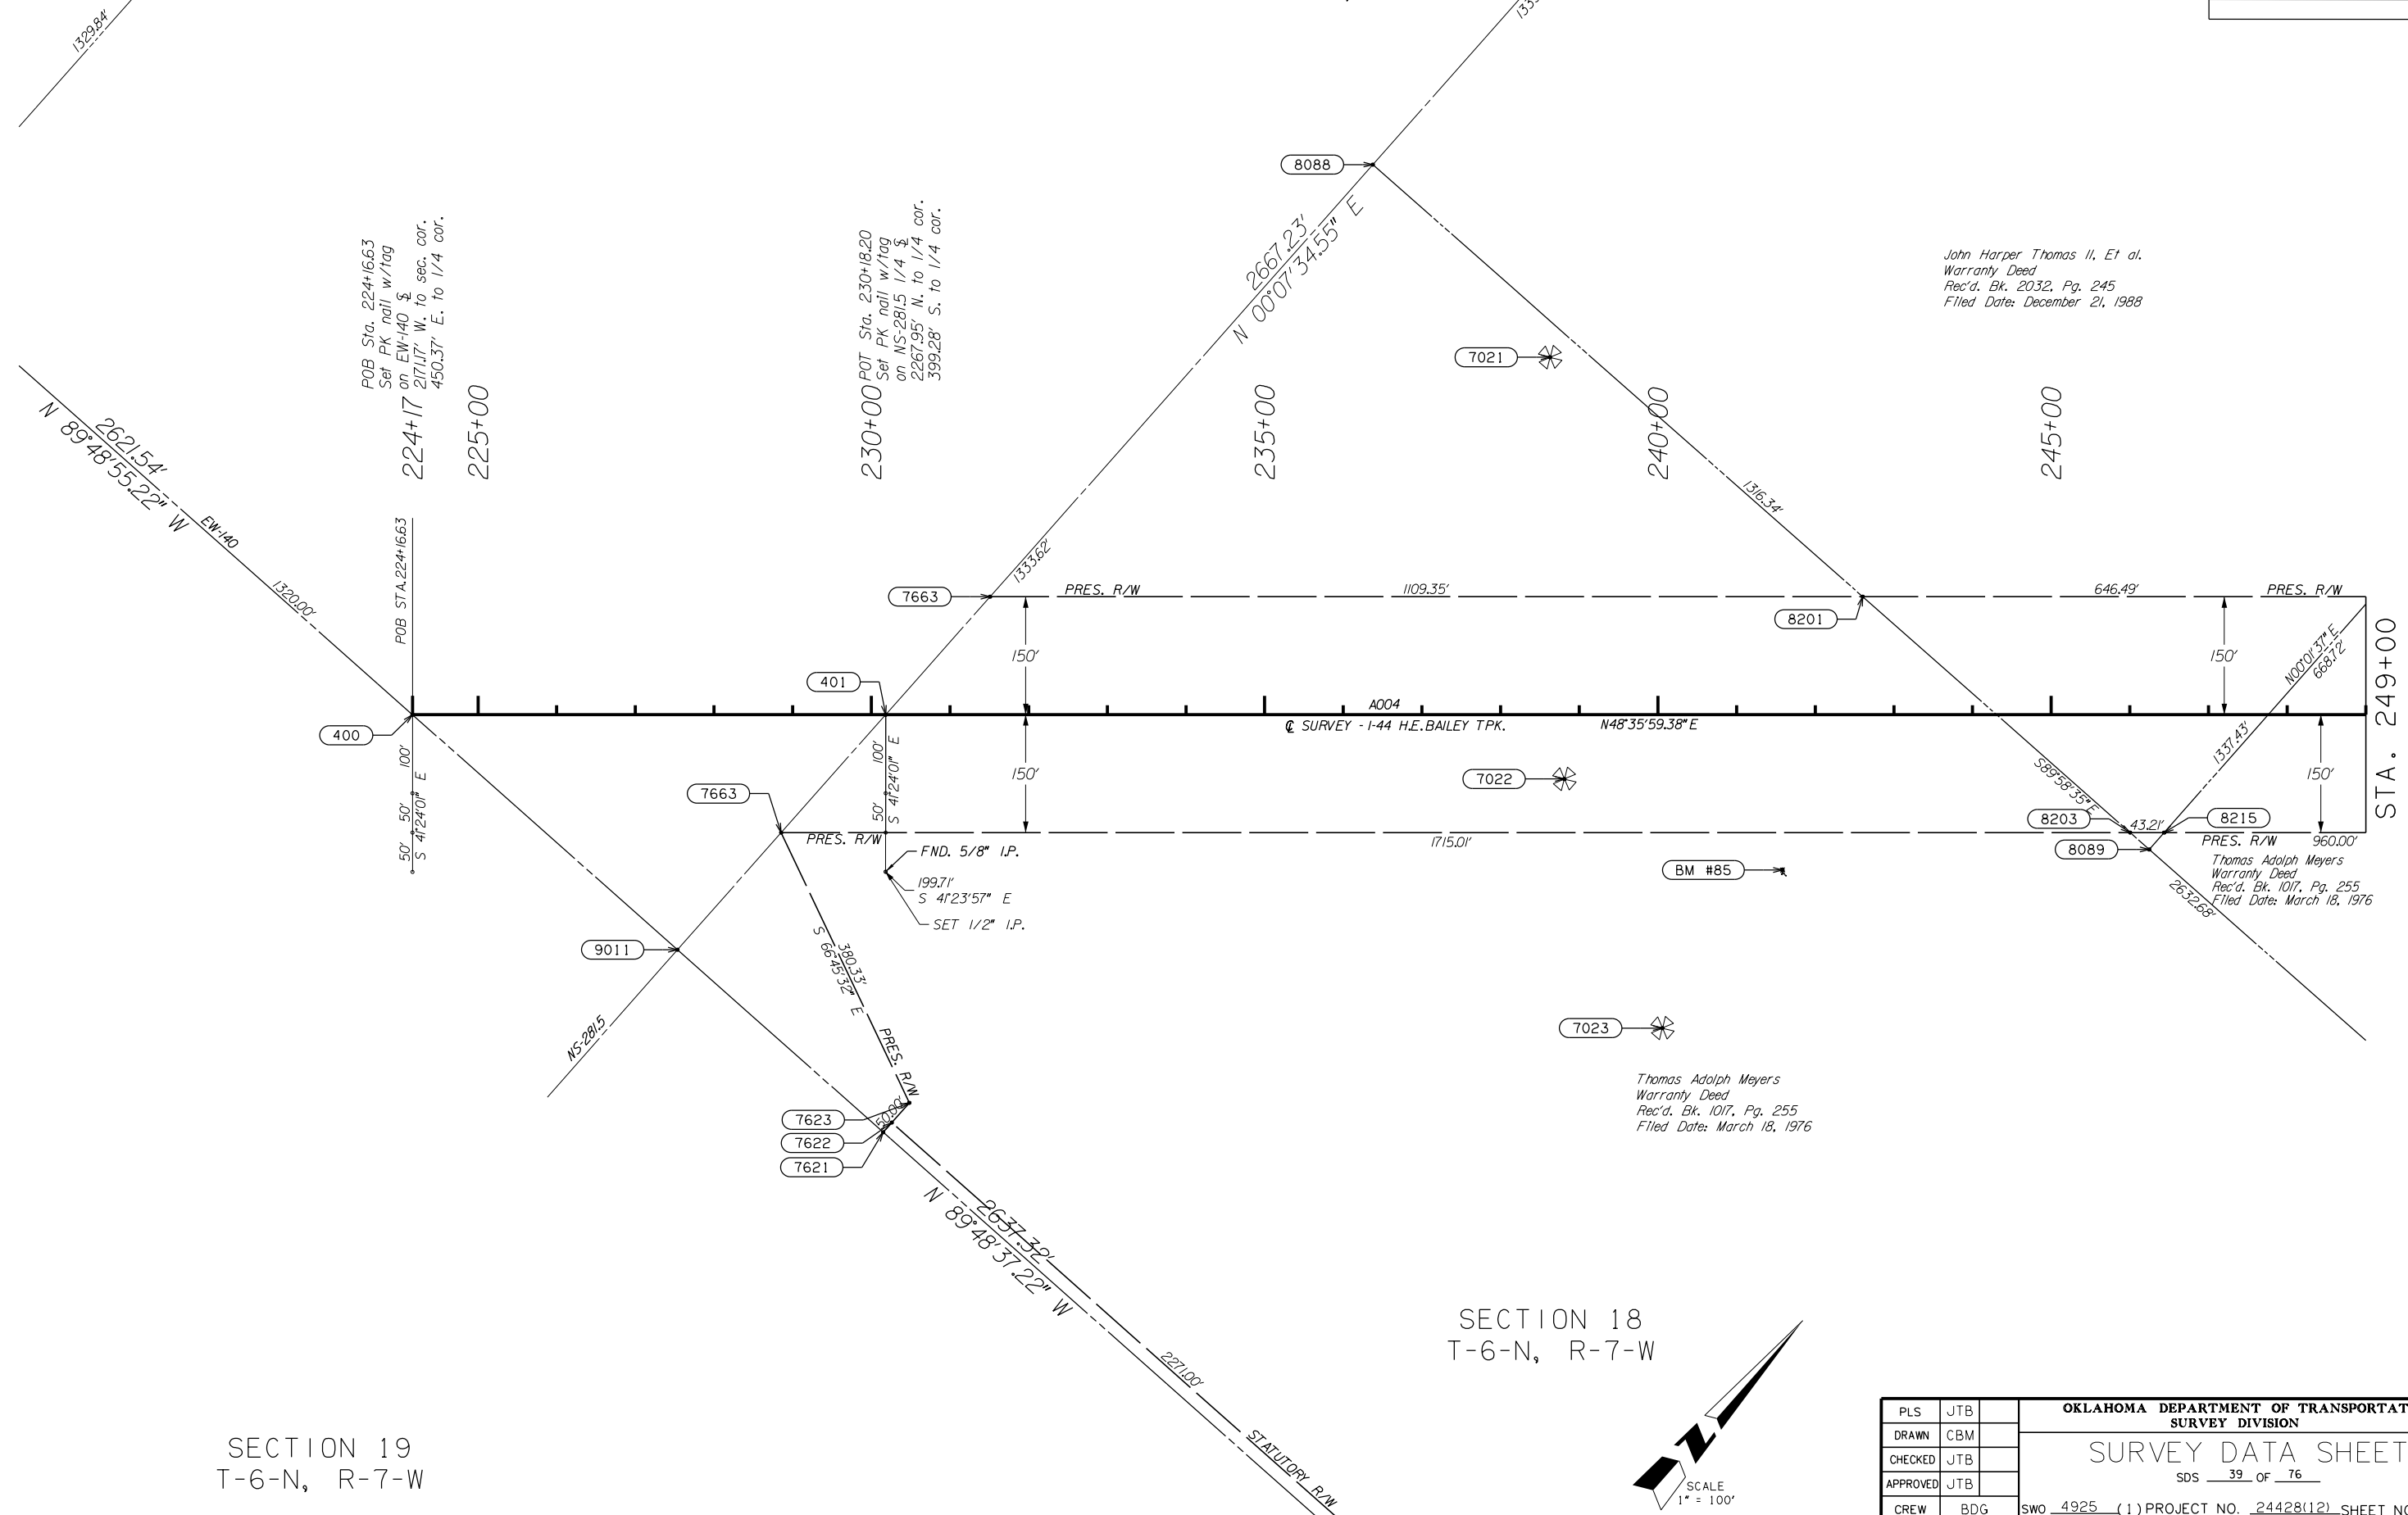 1329.84'
8088
2667.23'
N 00°07'34.55" E
John Harper Thomas II, Et al.
Warranty Deed
Rec'd. Bk. 2032, Pg. 245
Filed Date: December 21, 1988
POB Sta. 224+16.63
Set PK nail w/tag
on EW-140
2171.17' W. to sec. cor.
450.37' E. to 1/4 cor.
POT Sta. 230+18.20
Set PK nail w/tag
on NS-281.5 1/4
2267.95' N. to 1/4 cor.
399.28' S. to 1/4 cor.
7021
224+17
225+00
230+00
235+00
240+00
245+00
2621.54'
N 89°48'55.22" W
EW-140
1320.00'
POB STA.224+16.63
1316.34'
1333.62'
7663
PRES. R/W
1109.35'
646.49'
PRES. R/W
8201
150'
150'
N00°01'37"E
668.72'
STA. 249+00
401
A004
SURVEY - I-44 H.E.BAILEY TPK.
N48°35'59.38"E
400
100'
50'
50'
S 41°24'01" E
100'
50'
S 41°24'01" E
150'
7022
1337.43'
S89°58'35"E
150'
7663
PRES. R/W
1715.01'
8203
43.21'
8215
PRES. R/W
960.00'
8089
FND. 5/8" I.P.
199.71'
S 41°23'57" E
SET 1/2" I.P.
BM #85
Thomas Adolph Meyers
Warranty Deed
Rec'd. Bk. 1017, Pg. 255
Filed Date: March 18, 1976
2632.68'
9011
380.33'
S 66°45'32" E
PRES. R/W
NS-281.5
7023
Thomas Adolph Meyers
Warranty Deed
Rec'd. Bk. 1017, Pg. 255
Filed Date: March 18, 1976
7623
7622
7621
50.00'
2637.32'
N 89°48'37.22" W
2271.00'
STATUTORY R/W
SECTION 18
T-6-N, R-7-W
SECTION 19
T-6-N, R-7-W
N
SCALE
1" = 100'
PLS JTB
DRAWN CBM
CHECKED JTB
APPROVED JTB
CREW BDG
OKLAHOMA DEPARTMENT OF TRANSPORTAT
SURVEY DIVISION
SURVEY DATA SHEET
SDS 39 OF 76
SWO 4925 (1) PROJECT NO. 24428(12) SHEET NO